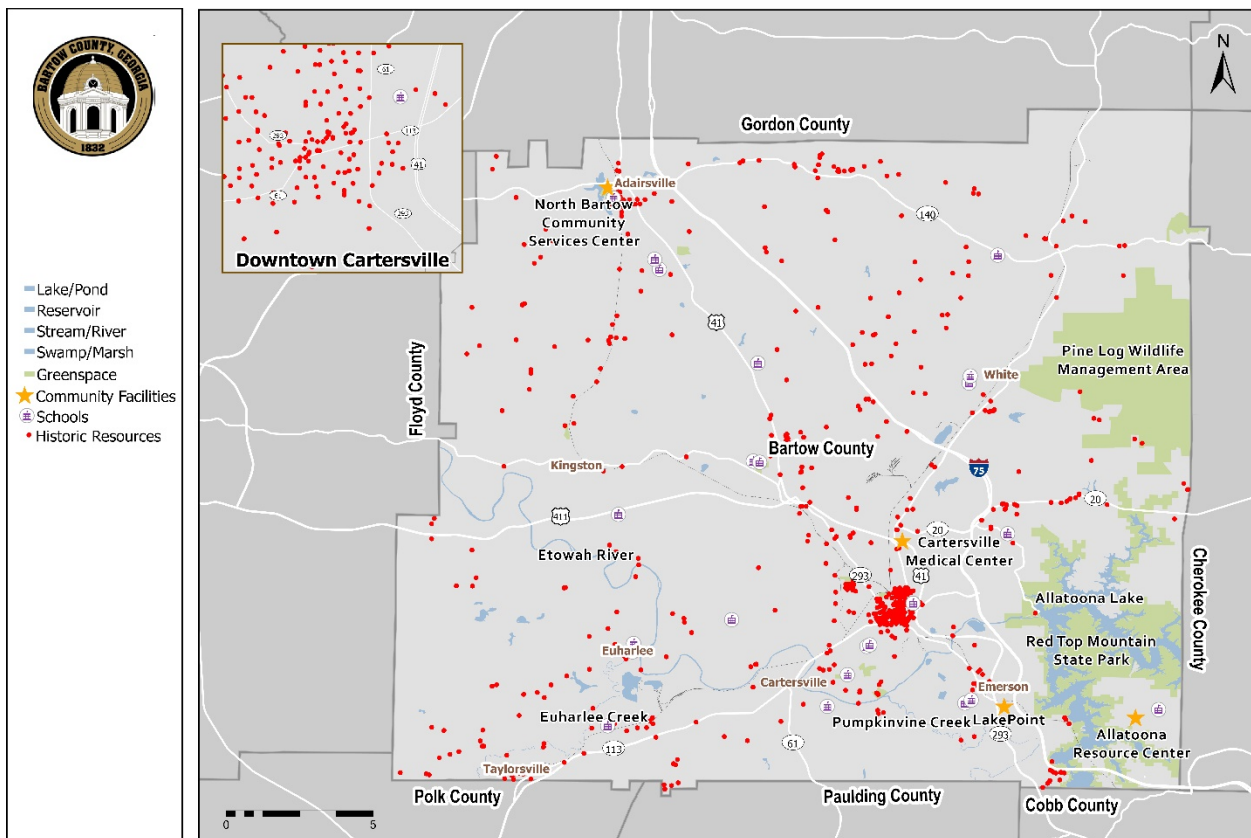 BARTOW COUNTY, GEORGIA
1832
Lake/Pond
Reservoir
Stream/River
Swamp/Marsh
Greenspace
Community Facilities
Schools
Historic Resources
61
293
113
41
61
293
Downtown Cartersville
N
Gordon County
Adairsville
North Bartow
Community
Services Center
140
41
Pine Log Wildlife
Management Area
White
Floyd County
Bartow County
Kingston
75
20
411
20
Etowah River
Cartersville
Medical Center
293
41
Cherokee County
Allatoona Lake
Red Top Mountain
State Park
Euharlee
Cartersville
Emerson
Euharlee Creek
Pumpkinvine Creek
LakePoint
Allatoona
Resource Center
293
61
113
Taylorsville
Polk County
Paulding County
Cobb County
0
5